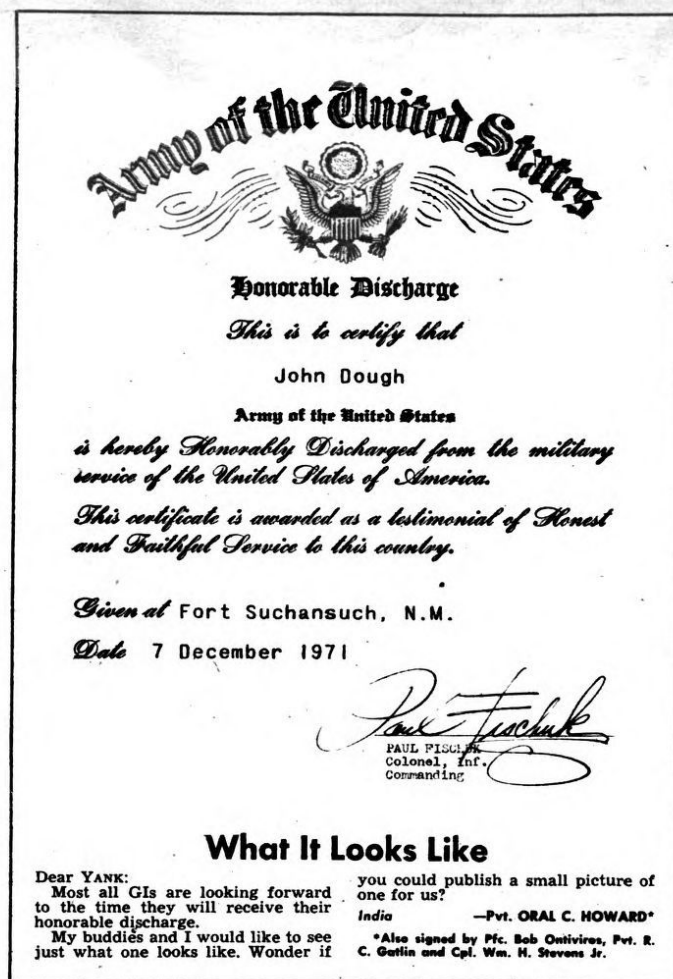 Army of the United States
Honorable Discharge
This is to certify that
John Dough
Army of the United States
is hereby Honorably Discharged from the military
service of the United States of America.
This certificate is awarded as a testimonial of Honest
and Faithful Service to this country.
Given at Fort Suchansuch, N.M.
Date 7 December 1971
Paul Fischuk
PAUL FISCHUK
Colonel, Inf.
Commanding
What It Looks Like
Dear YANK:
Most all GIs are looking forward
to the time they will receive their
honorable discharge.
My buddies and I would like to see
just what one looks like. Wonder if
you could publish a small picture of
one for us?
India —Pvt. ORAL C. HOWARD*
*Also signed by Pfc. Bob Ontiviros, Pvt. R.
C. Gatlin and Cpl. Wm. H. Stevens Jr.